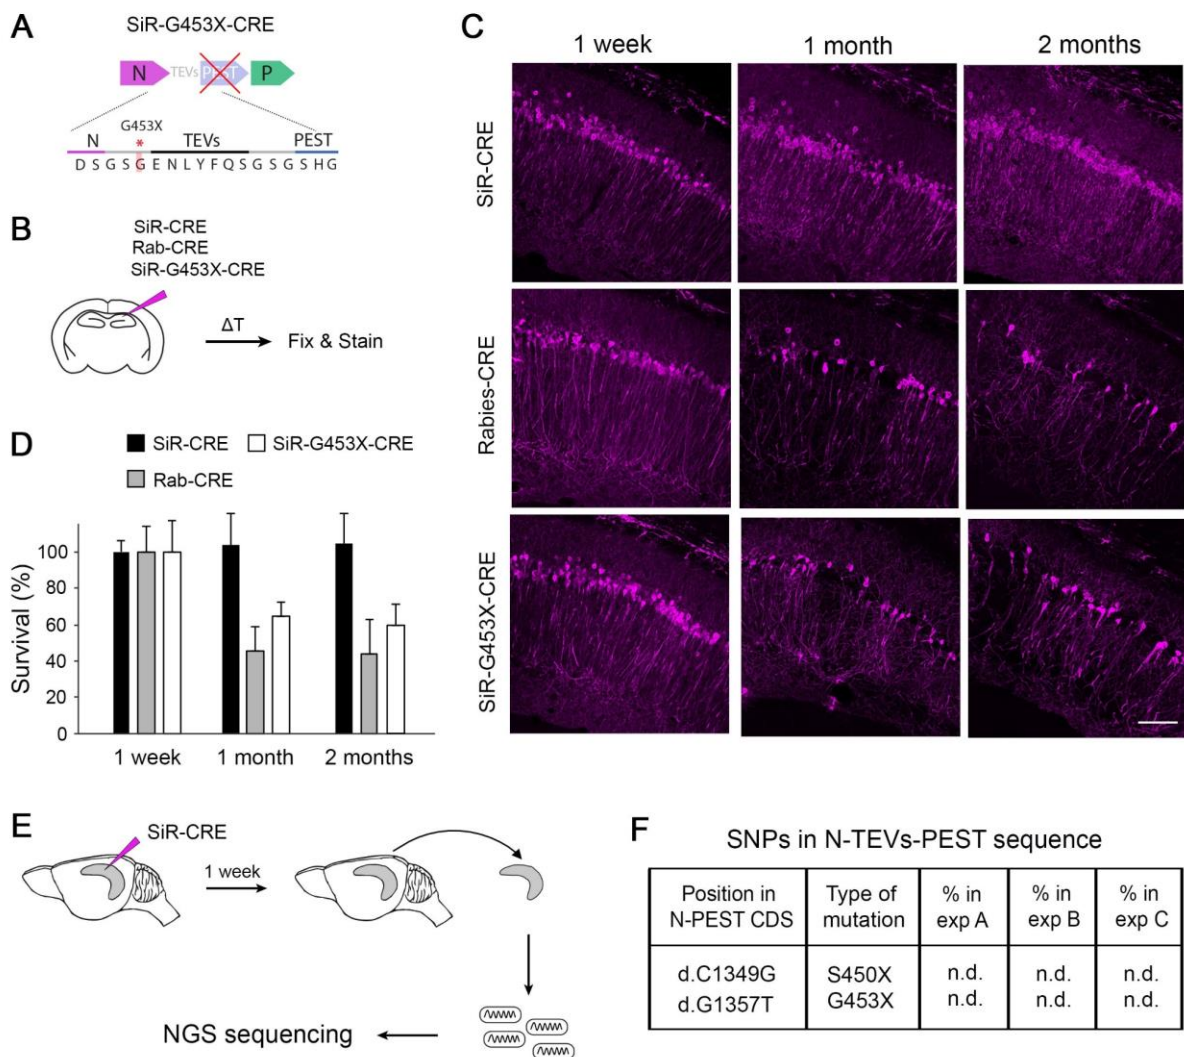 A
SiR-G453X-CRE
N TEVs PEST P
G453X
N * TEVs PEST
D S G S G E N L Y F Q S G S G S H G
B
SiR-CRE
Rab-CRE
SiR-G453X-CRE
ΔT
Fix & Stain
C
1 week 1 month 2 months
SiR-CRE
Rabies-CRE
SiR-G453X-CRE
D
SiR-CRE SiR-G453X-CRE
Rab-CRE
Survival (%)
100
80
60
40
20
0
1 week 1 month 2 months
E
SiR-CRE
1 week
NGS sequencing
F
SNPs in N-TEVs-PEST sequence
Position in Type of % in % in % in
N-PEST CDS mutation exp A exp B exp C
d.C1349G S450X n.d. n.d. n.d.
d.G1357T G453X n.d. n.d. n.d.